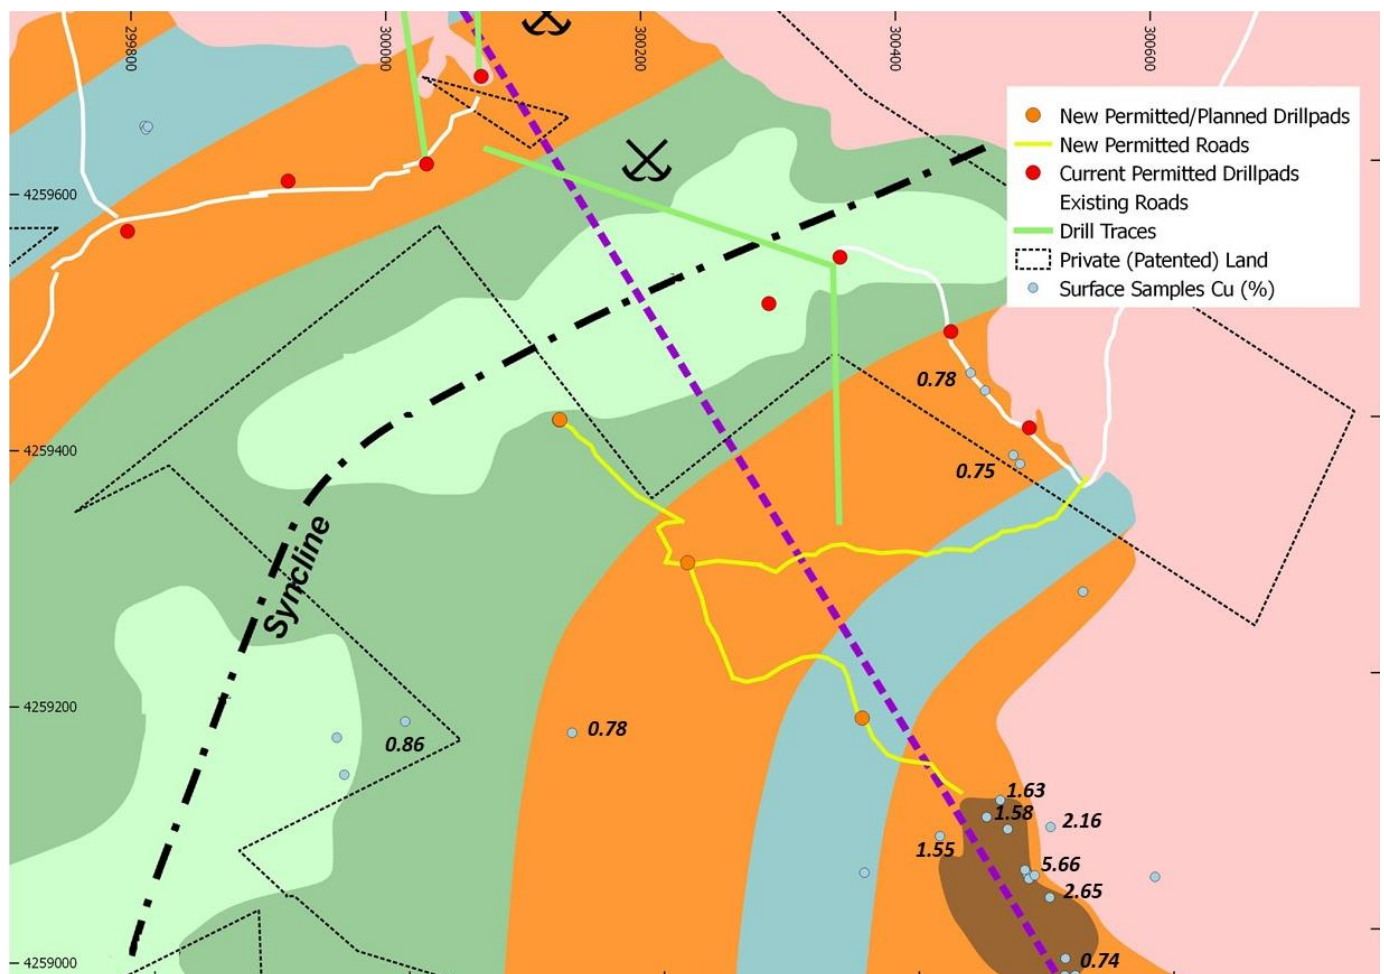 299800
300000
300200
300400
300600
New Permitted/Planned Drillpads
New Permitted Roads
Current Permitted Drillpads
Existing Roads
Drill Traces
Private (Patented) Land
Surface Samples Cu (%)
4259600
0.78
4259400
0.75
Syncline
4259200
0.78
0.86
1.63
1.58
2.16
1.55
5.66
2.65
4259000
0.74